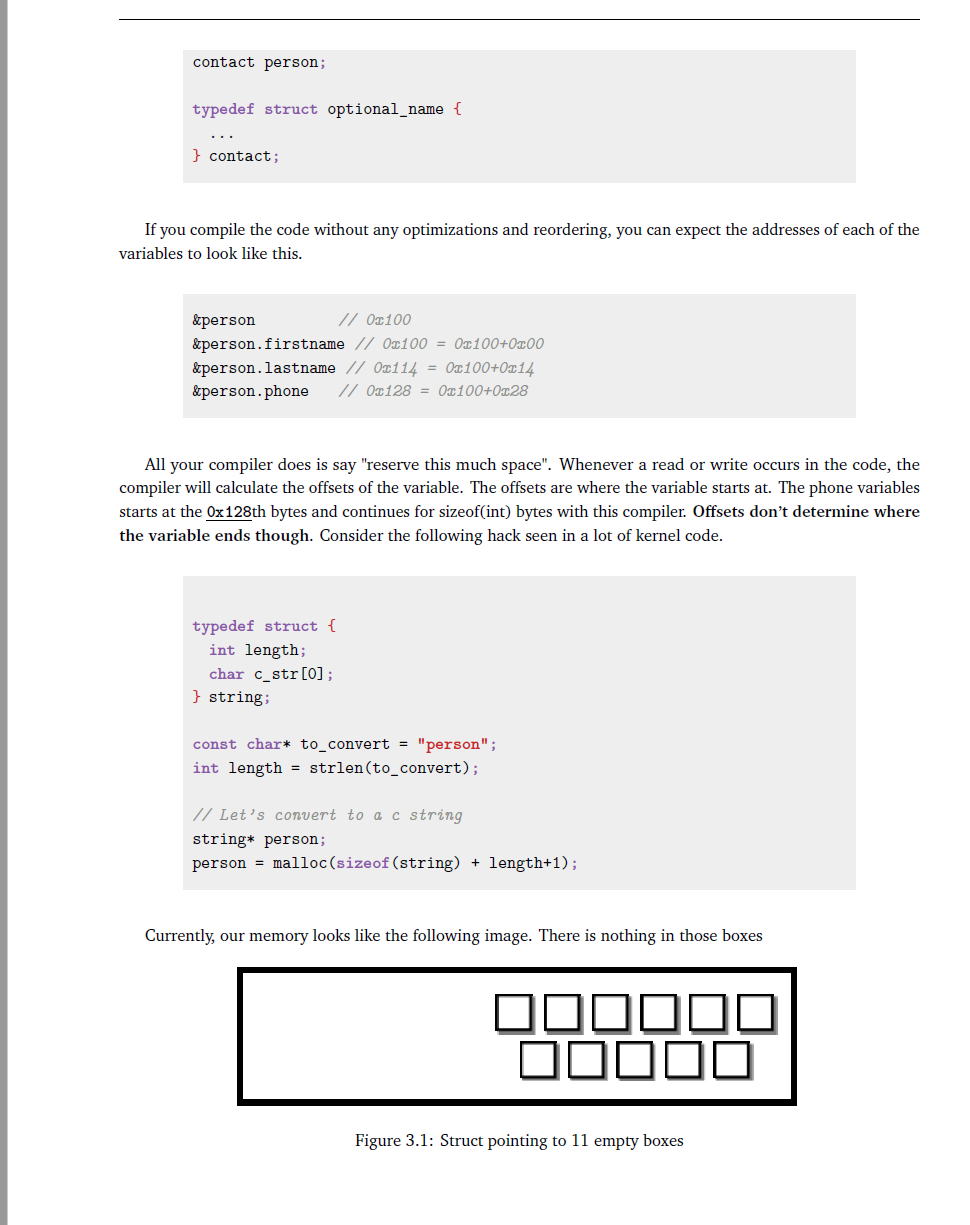 contact person;
typedef struct optional_name {
...
} contact;
If you compile the code without any optimizations and reordering, you can expect the addresses of each of the
variables to look like this.
&person // 0x100
&person.firstname // 0x100 = 0x100+0x00
&person.lastname // 0x114 = 0x100+0x14
&person.phone // 0x128 = 0x100+0x28
All your compiler does is say "reserve this much space". Whenever a read or write occurs in the code, the
compiler will calculate the offsets of the variable. The offsets are where the variable starts at. The phone variables
starts at the 0x128th bytes and continues for sizeof(int) bytes with this compiler. Offsets don’t determine where
the variable ends though. Consider the following hack seen in a lot of kernel code.
typedef struct {
int length;
char c_str[0];
} string;
const char* to_convert = "person";
int length = strlen(to_convert);
// Let’s convert to a c string
string* person;
person = malloc(sizeof(string) + length+1);
Currently, our memory looks like the following image. There is nothing in those boxes
Figure 3.1: Struct pointing to 11 empty boxes